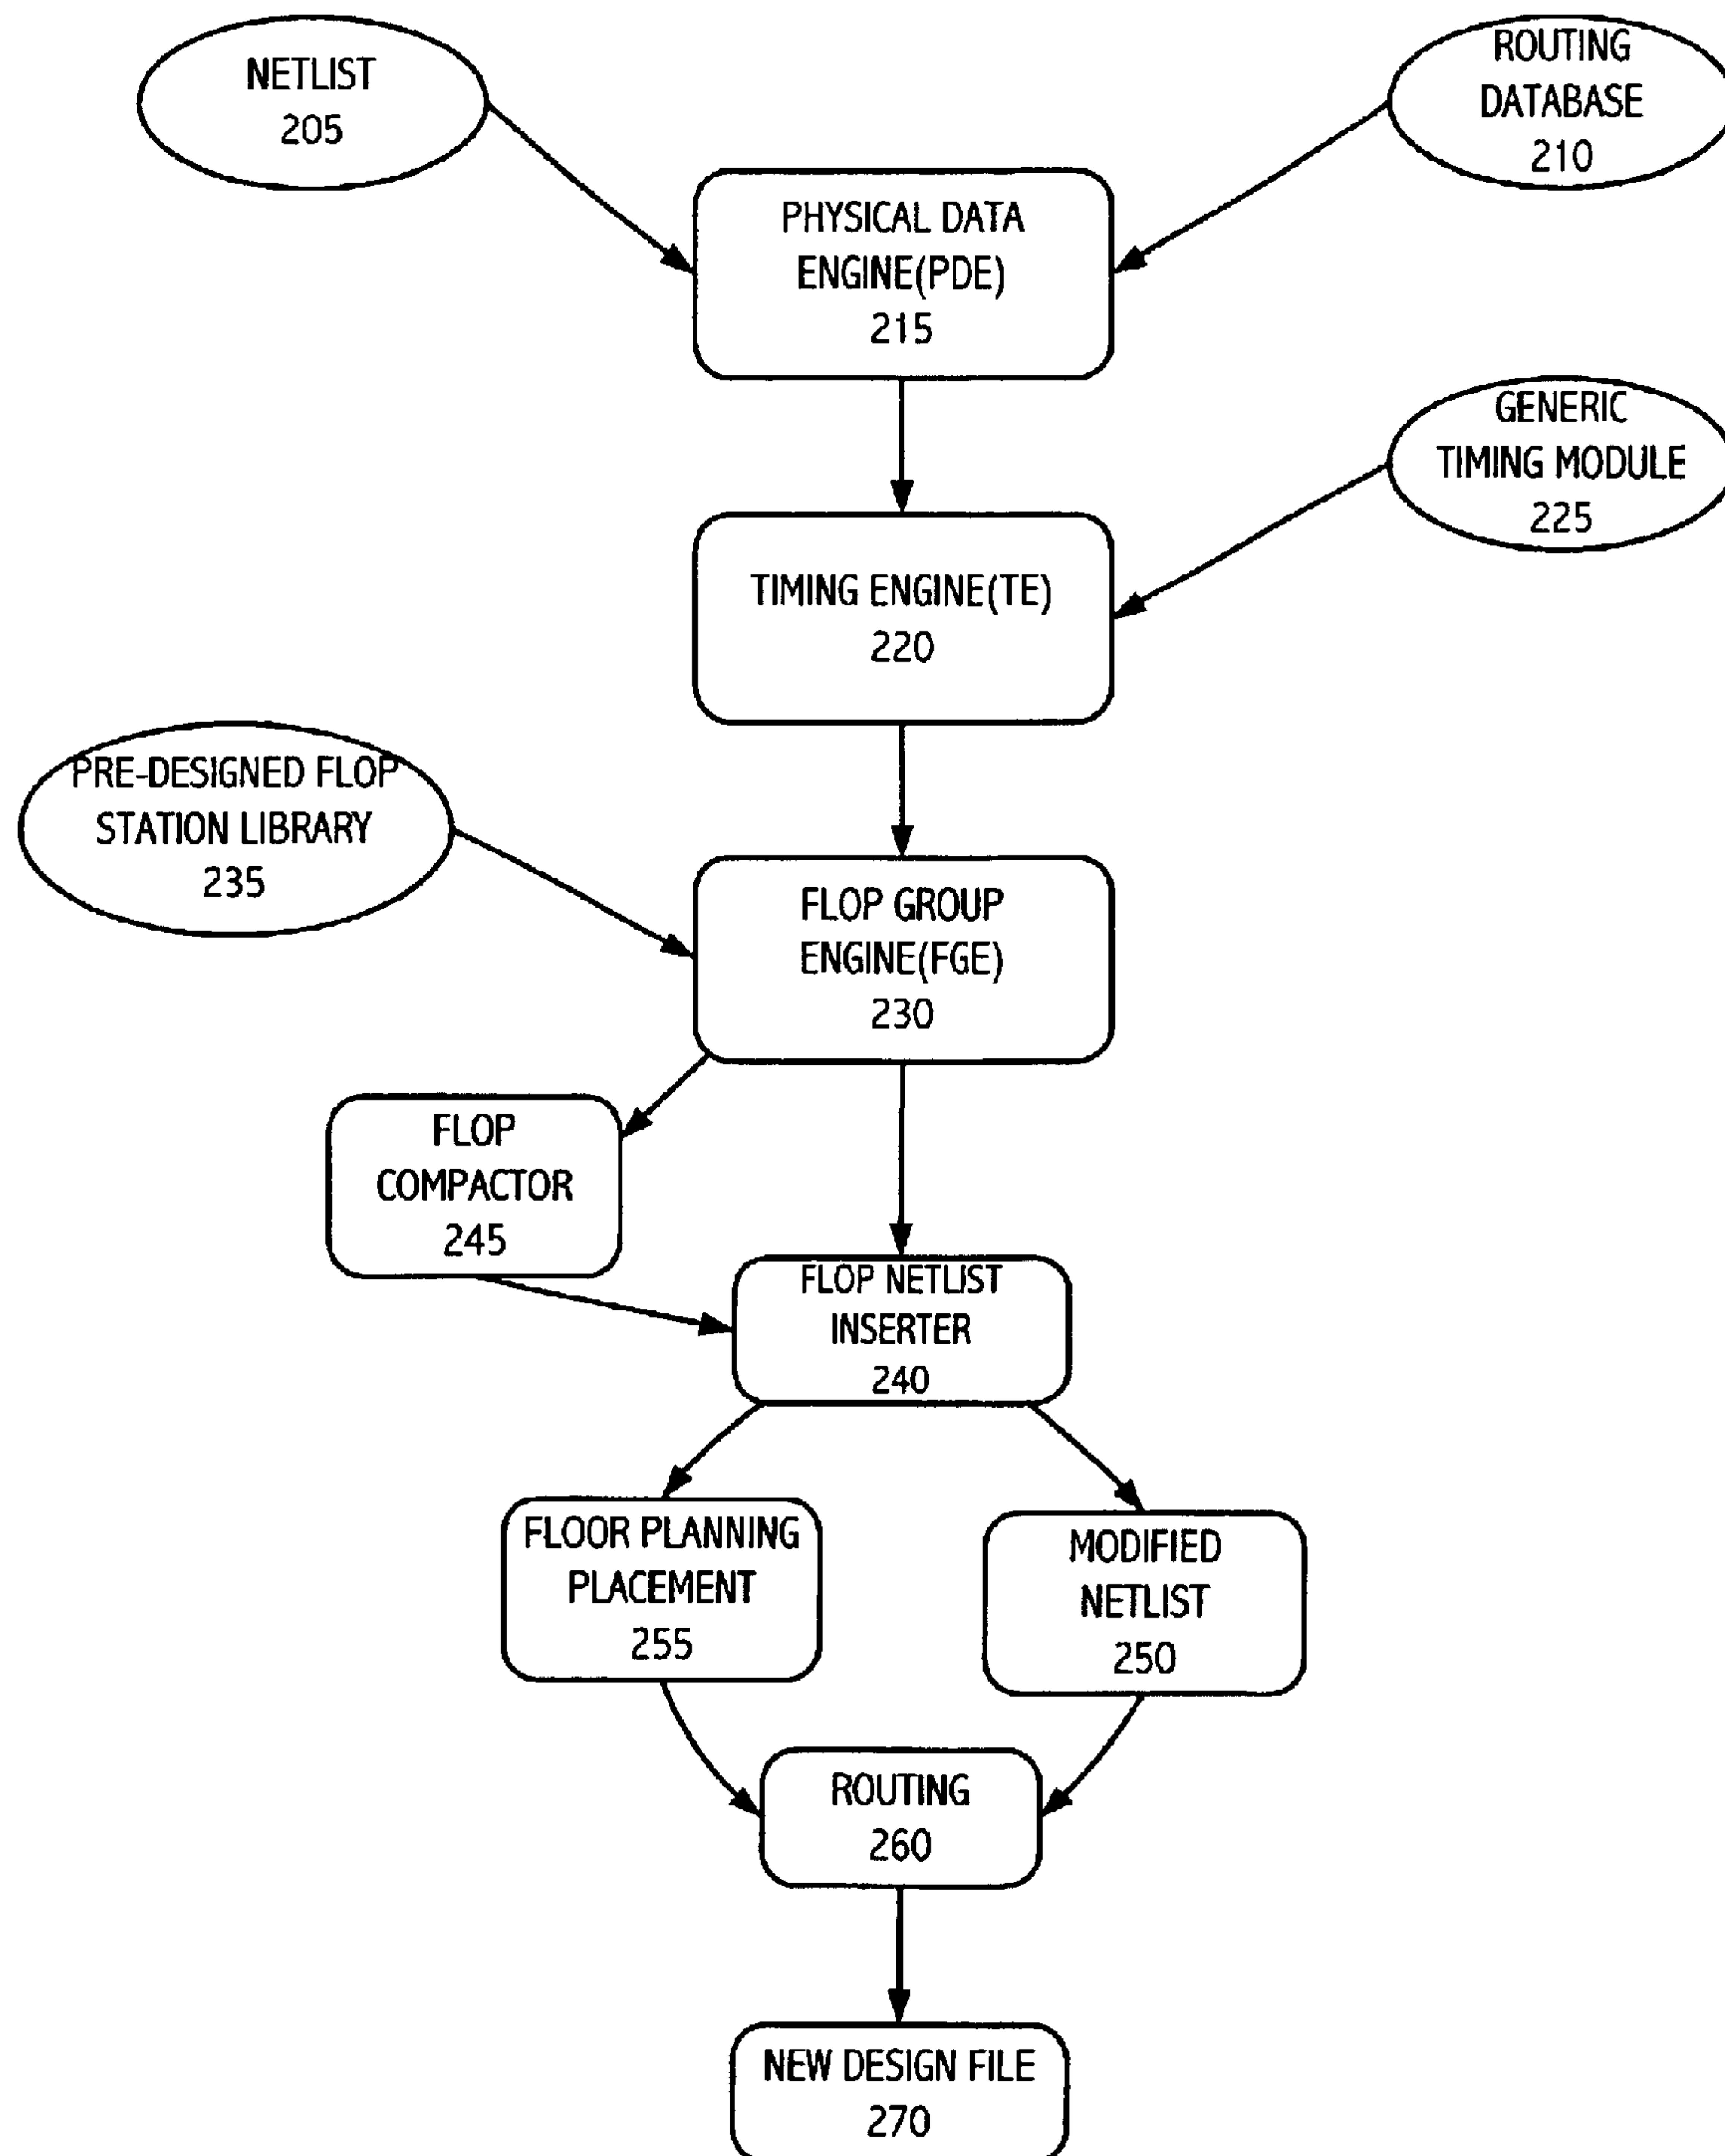 NETLIST
205
ROUTING
DATABASE
210
PHYSICAL DATA
ENGINE(PDE)
215
GENERIC
TIMING MODULE
225
TIMING ENGINE(TE)
220
PRE-DESIGNED FLOP
STATION LIBRARY
235
FLOP GROUP
ENGINE(FGE)
230
FLOP
COMPACTOR
245
FLOP NETLIST
INSERTER
240
FLOOR PLANNING
PLACEMENT
255
MODIFIED
NETLIST
250
ROUTING
260
NEW DESIGN FILE
270